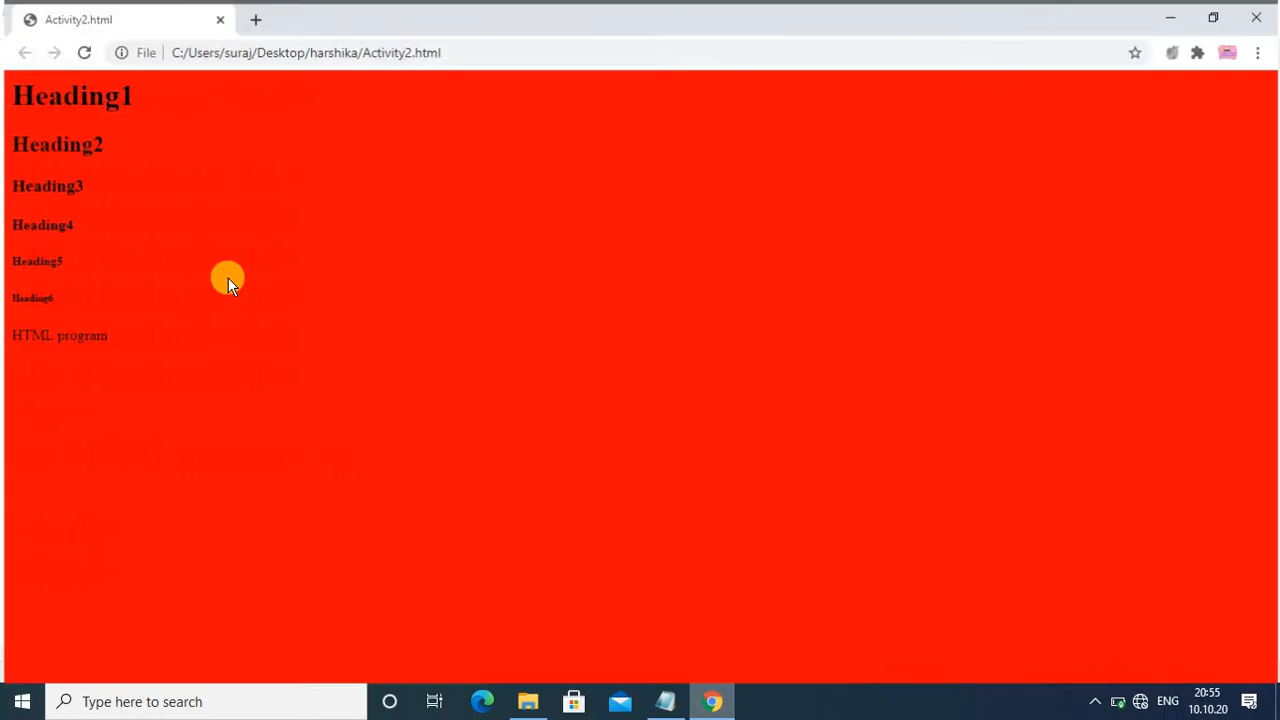 Activity2.html
File C:/Users/suraj/Desktop/harshika/Activity2.html
Heading1
Heading2
Heading3
Heading4
Heading5
Heading6
HTML program
Type here to search
ENG
20:55
10.10.20